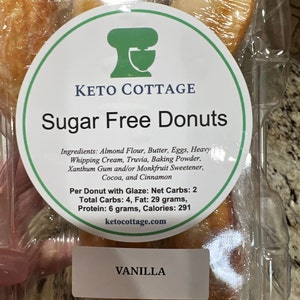 KETO COTTAGE
Sugar Free Donuts
Ingredients: Almond Flour, Butter, Eggs, Heavy
Whipping Cream, Truvia, Baking Powder,
Xanthum Gum and/or Monkfruit Sweetener,
Cocoa, and Cinnamon
Per Donut with Glaze: Net Carbs: 2
Total Carbs: 4, Fat: 29 grams,
Protein: 6 grams, Calories: 291
ketocottage.com
VANILLA